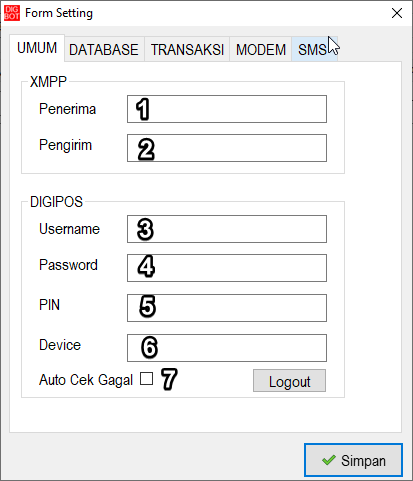 DIG
BOT
Form Setting
UMUM DATABASE TRANSAKSI MODEM SMS
XMPP
Penerima 1
Pengirim 2
DIGIPOS
Username 3
Password 4
PIN 5
Device 6
Auto Cek Gagal 7 Logout
Simpan